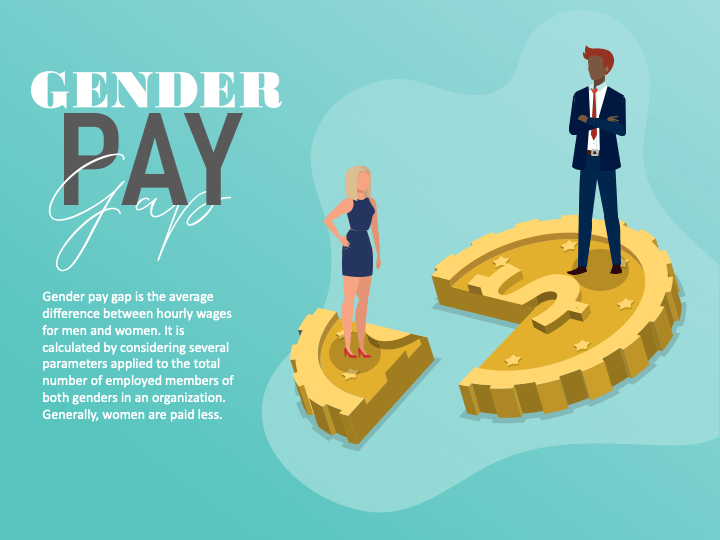 GENDER
PAY
Gap
Gender pay gap is the average
difference between hourly wages
for men and women. It is
calculated by considering several
parameters applied to the total
number of employed members of
both genders in an organization.
Generally, women are paid less.
$